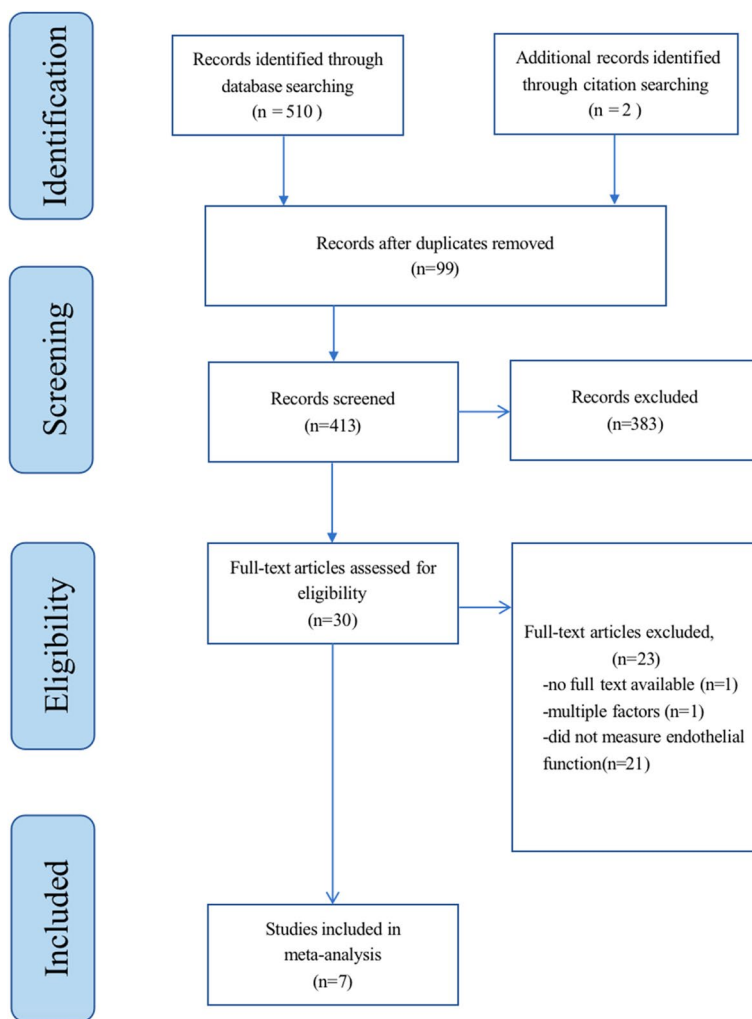 Identification
Records identified through
database searching
(n = 510 )
Additional records identified
through citation searching
(n = 2 )
Records after duplicates removed
(n=99)
Screening
Records screened
(n=413)
Records excluded
(n=383)
Eligibility
Full-text articles assessed for
eligibility
(n=30)
Full-text articles excluded,
(n=23)
-no full text available (n=1)
-multiple factors (n=1)
-did not measure endothelial
function(n=21)
Included
Studies included in
meta-analysis
(n=7)